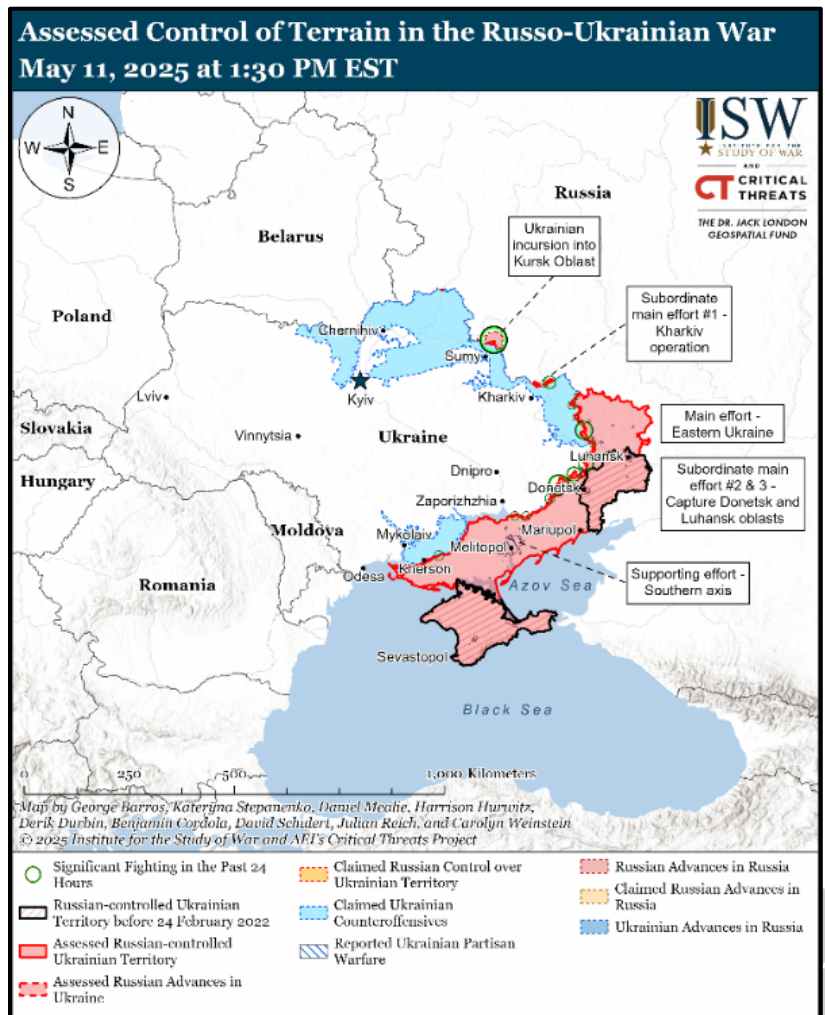 Assessed Control of Terrain in the Russo-Ukrainian War
May 11, 2025 at 1:30 PM EST
N
W
E
S
ISW
INSTITUTE FOR THE
STUDY OF WAR
AND
CT CRITICAL
THREATS
THE DR. JACK LONDON
GEOSPATIAL FUND
Russia
Ukrainian
incursion into
Kursk Oblast
Belarus
Poland
Subordinate
main effort #1 -
Kharkiv
operation
Chernihiv
Sumy
Kyiv
Lviv
Kharkiv
Main effort -
Eastern Ukraine
Slovakia
Vinnytsia
Ukraine
Luhansk
Hungary
Dnipro
Donetsk
Subordinate main
effort #2 & 3 -
Capture Donetsk and
Luhansk oblasts
Zaporizhzhia
Moldova
Mykolaiv
Mariupol
Melitopol
Romania
Odesa
Kherson
Azov Sea
Supporting effort -
Southern axis
Sevastopol
Black Sea
0
250
500
1,000 Kilometers
Map by George Barros, Kateryna Stepanenko, Daniel Mealie, Harrison Hurwitz,
Derik Durbin, Benjamin Cordola, David Schulert, Julian Reich, and Carolyn Weinstein
© 2025 Institute for the Study of War and AEI's Critical Threats Project
Significant Fighting in the Past 24
Hours
Russian-controlled Ukrainian
Territory before 24 February 2022
Assessed Russian-controlled
Ukrainian Territory
Assessed Russian Advances in
Ukraine
Claimed Russian Control over
Ukrainian Territory
Claimed Ukrainian
Counteroffensives
Reported Ukrainian Partisan
Warfare
Russian Advances in Russia
Claimed Russian Advances in
Russia
Ukrainian Advances in Russia